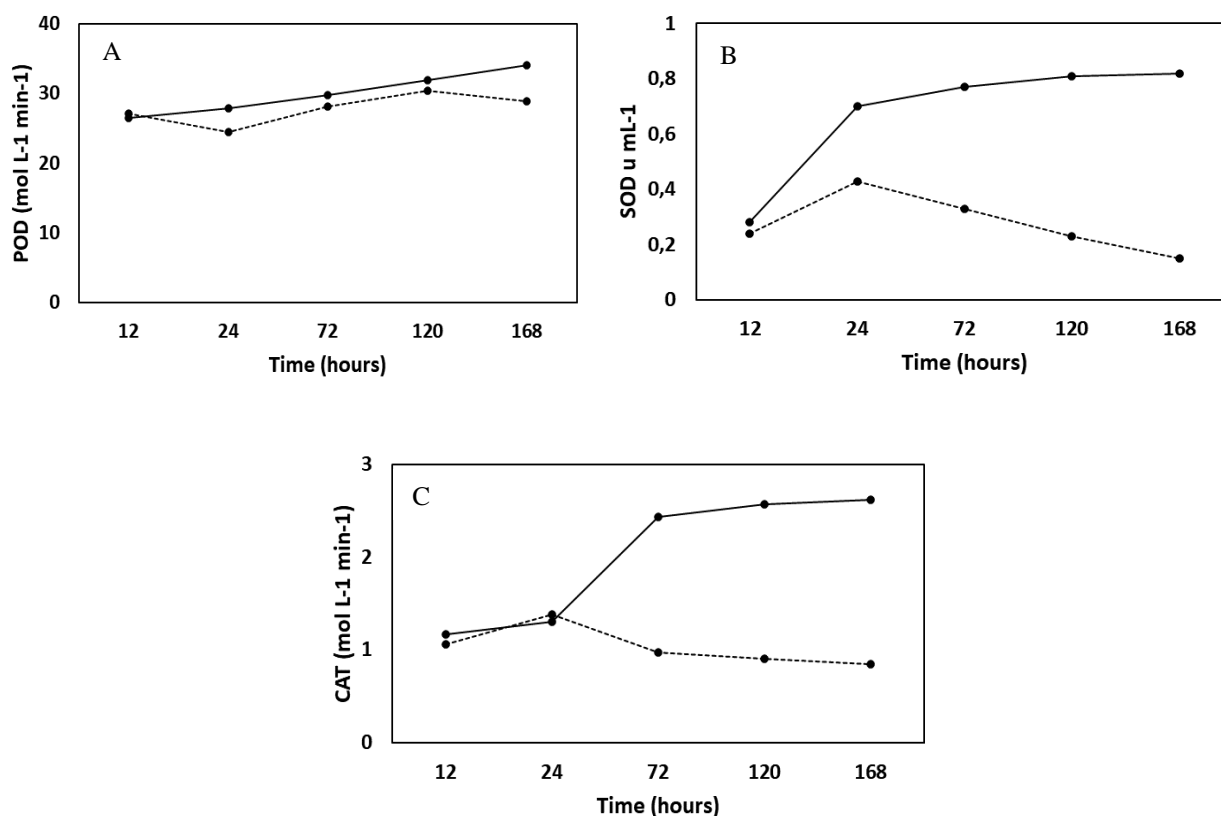 A
POD (mol L-1 min-1)
40
30
20
10
0
12 24 72 120 168
Time (hours)
B
SOD u mL-1
1
0,8
0,6
0,4
0,2
0
12 24 72 120 168
Time (hours)
C
CAT (mol L-1 min-1)
3
2
1
0
12 24 72 120 168
Time (hours)